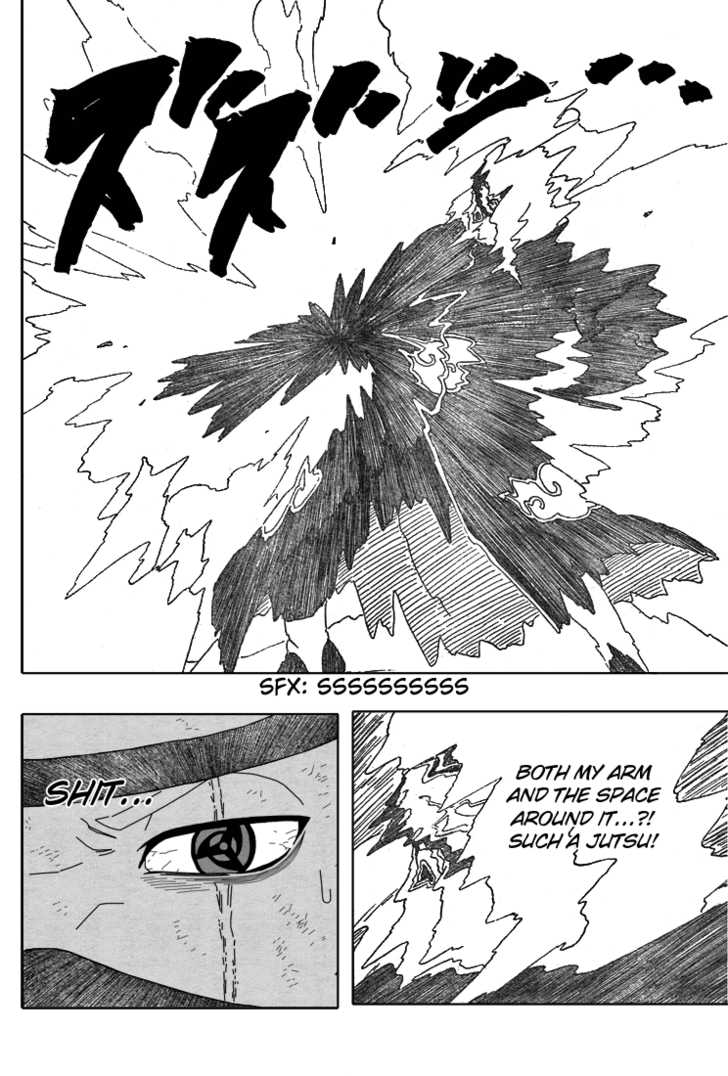 ズズズッ...
SFX: SSSSSSSSSS
SHIT...
BOTH MY ARM
AND THE SPACE
AROUND IT...?!
SUCH A JUTSU!